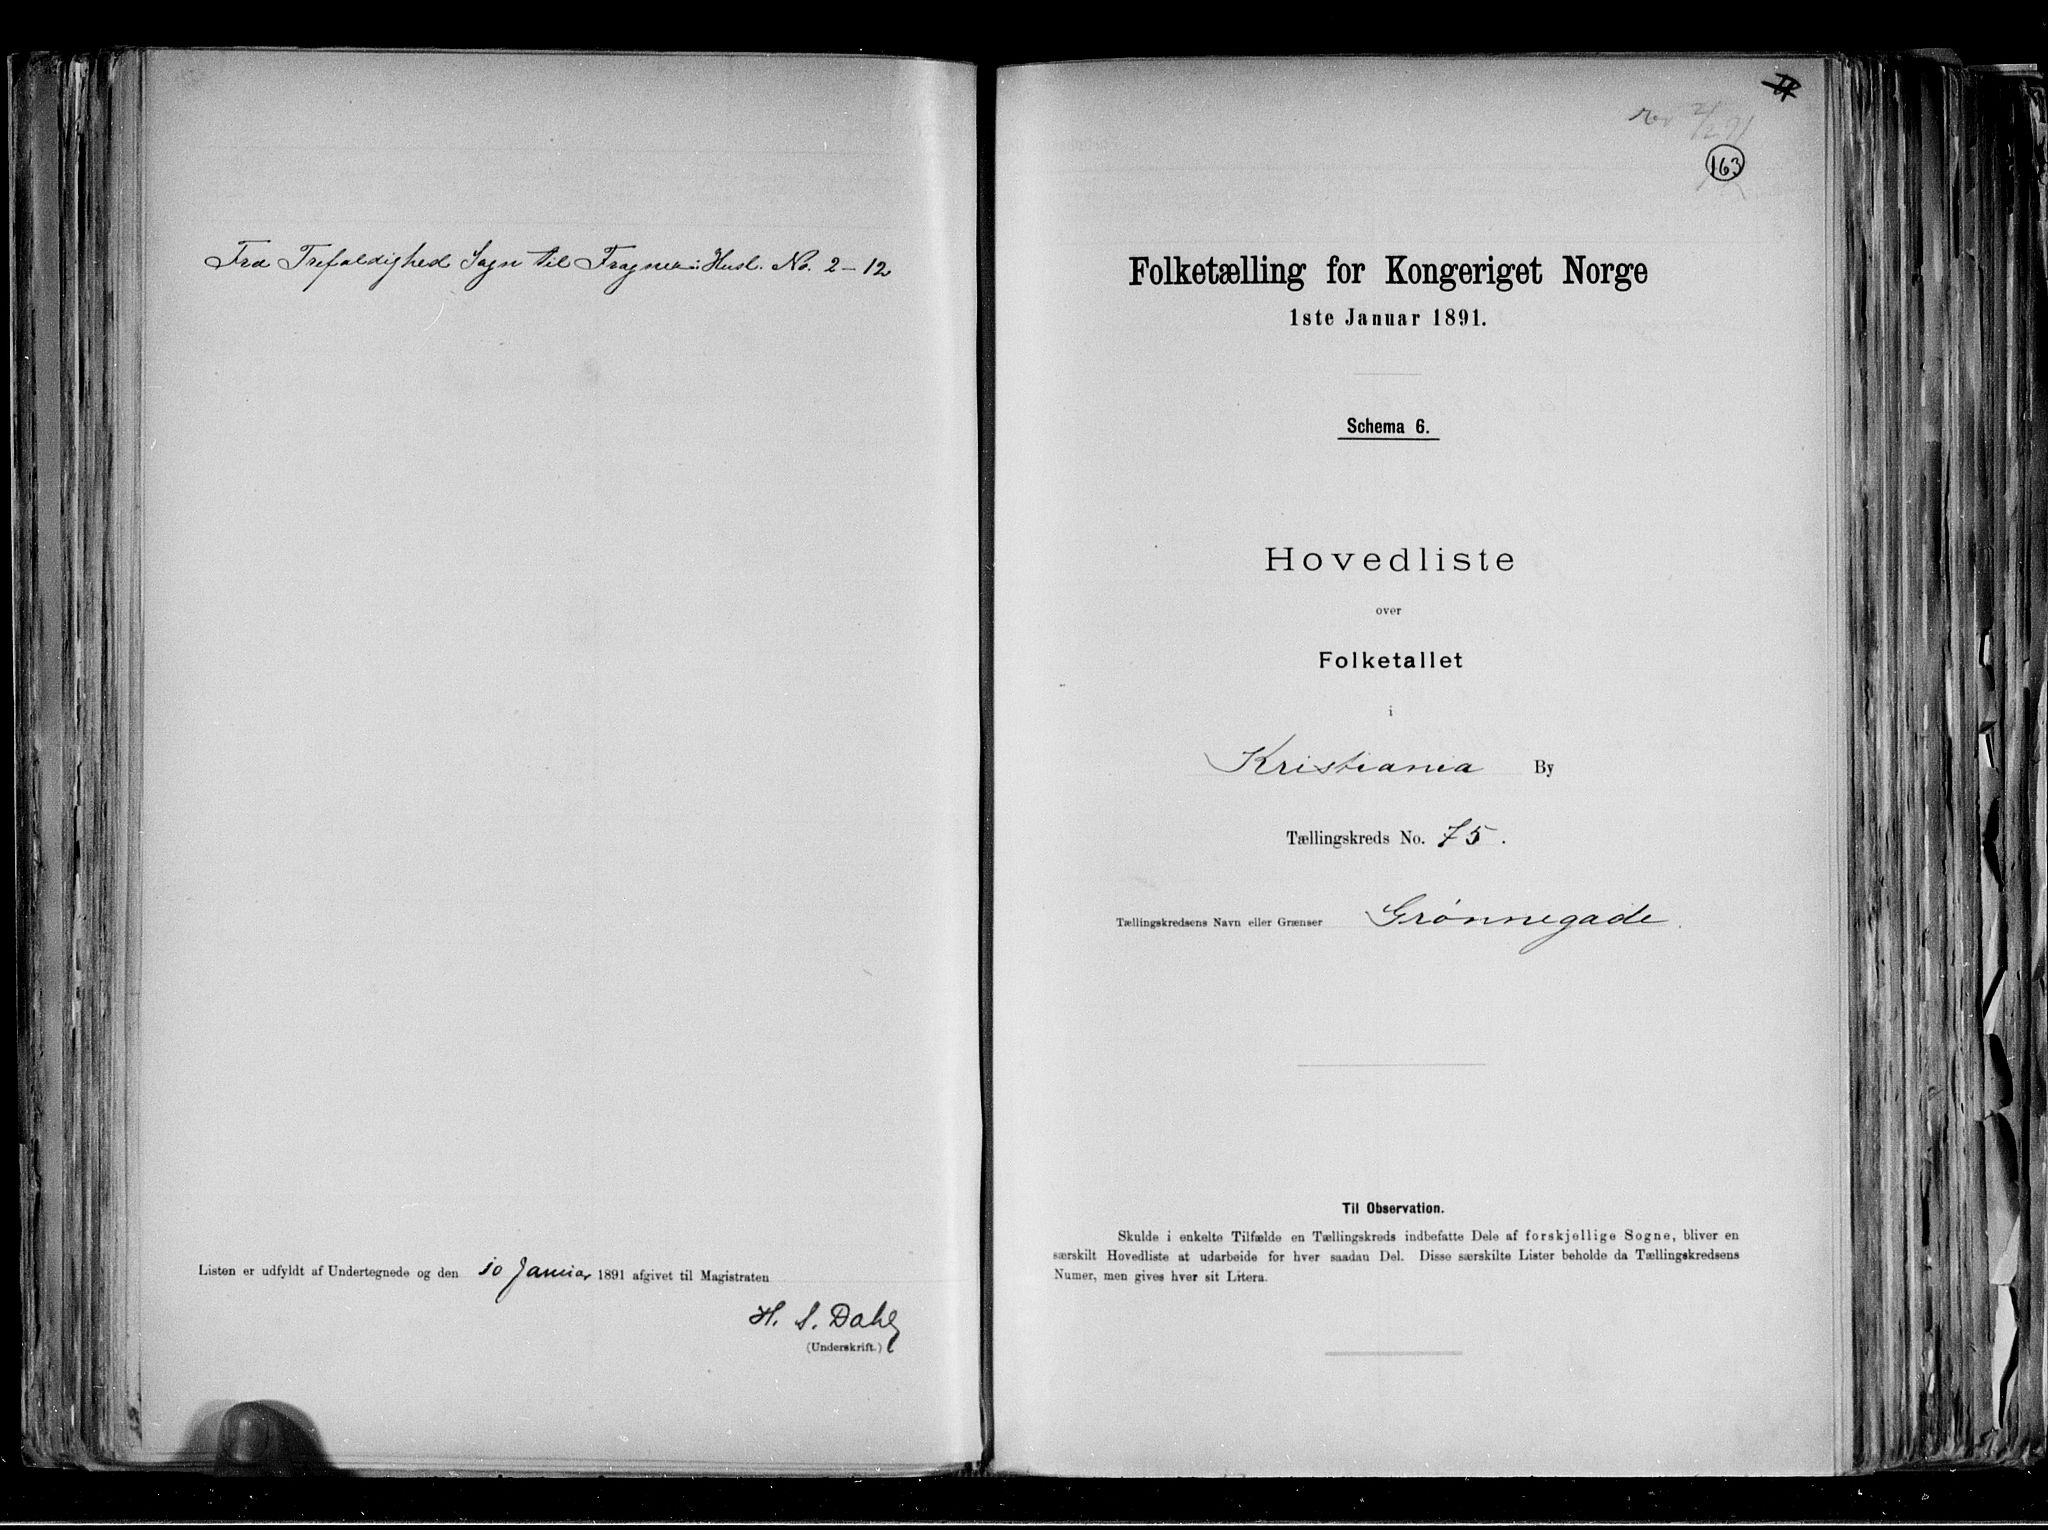 Fra Trefoldighed Sogn til Fragner: Husl. No. 2-12
Listen er udfyldt af Undertegnede og den 10 Januar 1891 afgivet til Magistraten
H. S. Dahl
(Underskrift.)
163
Folketælling for Kongeriget Norge
1ste Januar 1891.
Schema 6.
Hovedliste
over
Folketallet
i
Kristiania By
Tællingskreds No. 75.
Tællingskredsens Navn eller Grænser Grønnegade.
Til Observation.
Skulde i enkelte Tilfælde en Tællingskreds indbefatte Dele af forskjellige Sogne, bliver en
særskilt Hovedliste at udarbeide for hver saadan Del. Disse særskilte Lister beholde da Tællingskredsens
Numer, men gives hver sit Litera.